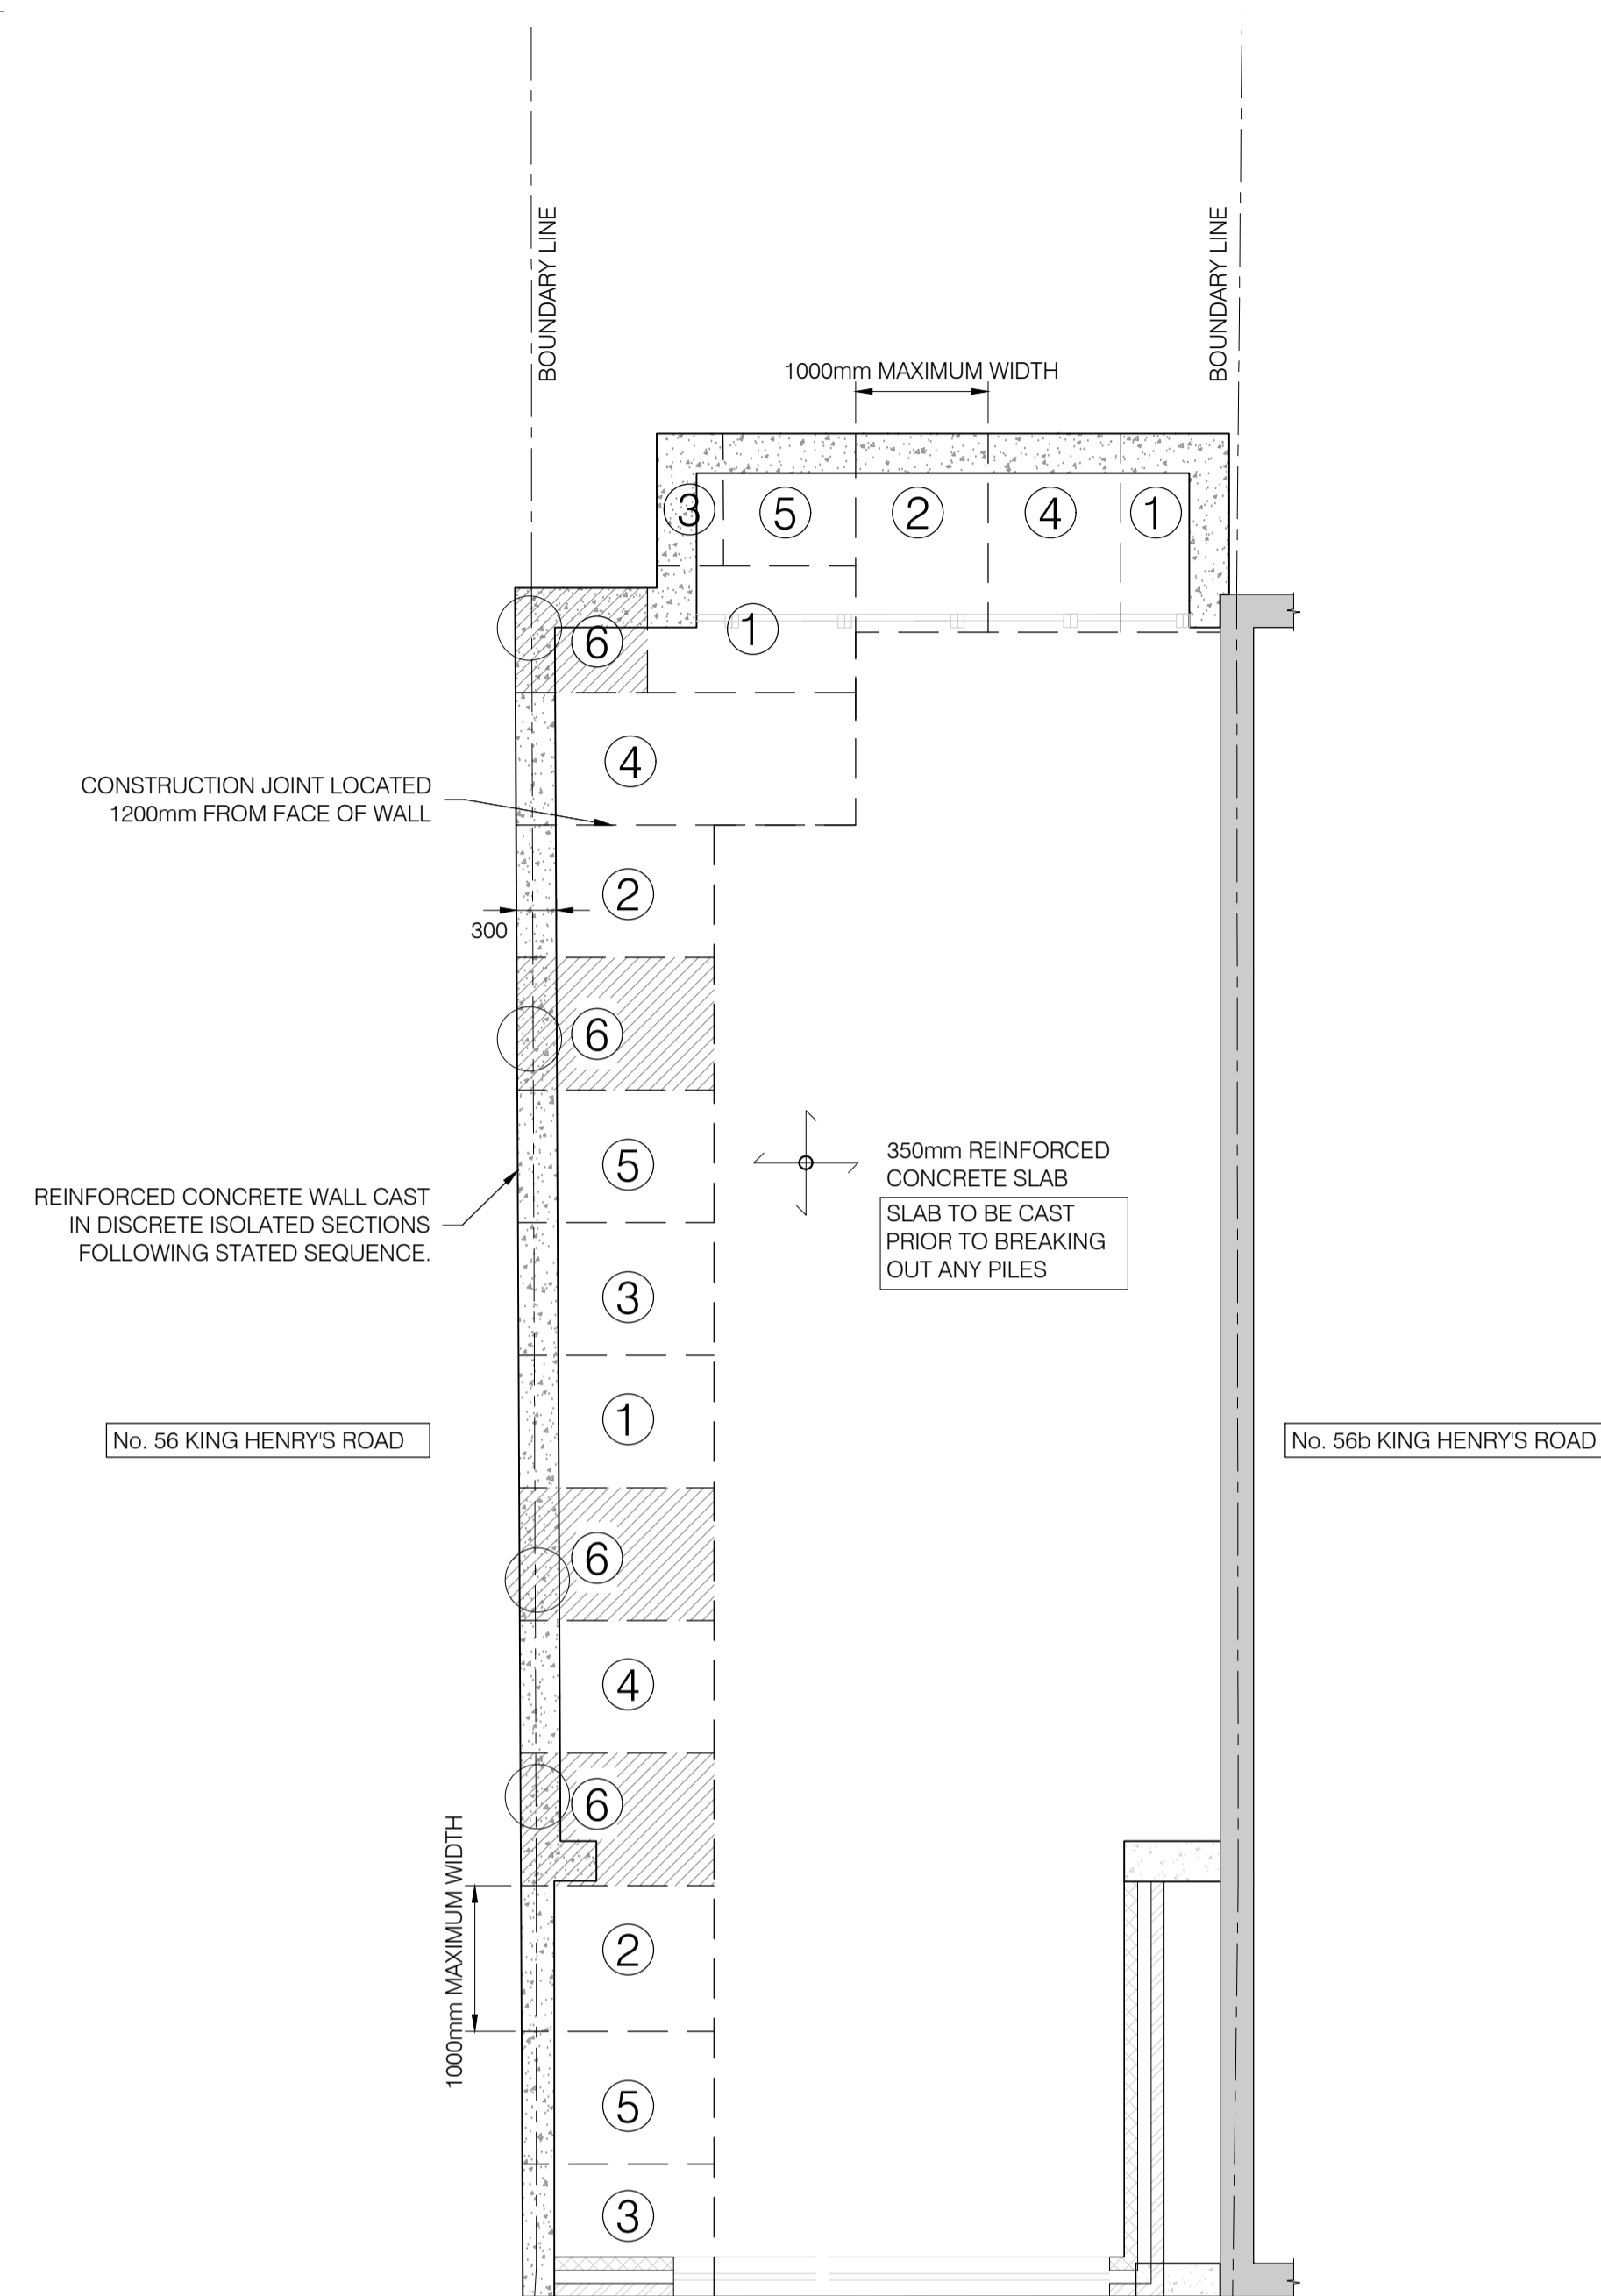 BOUNDARY LINE
BOUNDARY LINE
1000mm MAXIMUM WIDTH
3
5
2
4
1
1
6
4
CONSTRUCTION JOINT LOCATED
1200mm FROM FACE OF WALL
2
300
6
5
350mm REINFORCED
CONCRETE SLAB
SLAB TO BE CAST
PRIOR TO BREAKING
OUT ANY PILES
REINFORCED CONCRETE WALL CAST
IN DISCRETE ISOLATED SECTIONS
FOLLOWING STATED SEQUENCE.
3
1
No. 56 KING HENRY'S ROAD
No. 56b KING HENRY'S ROAD
6
4
6
1000mm MAXIMUM WIDTH
2
5
3